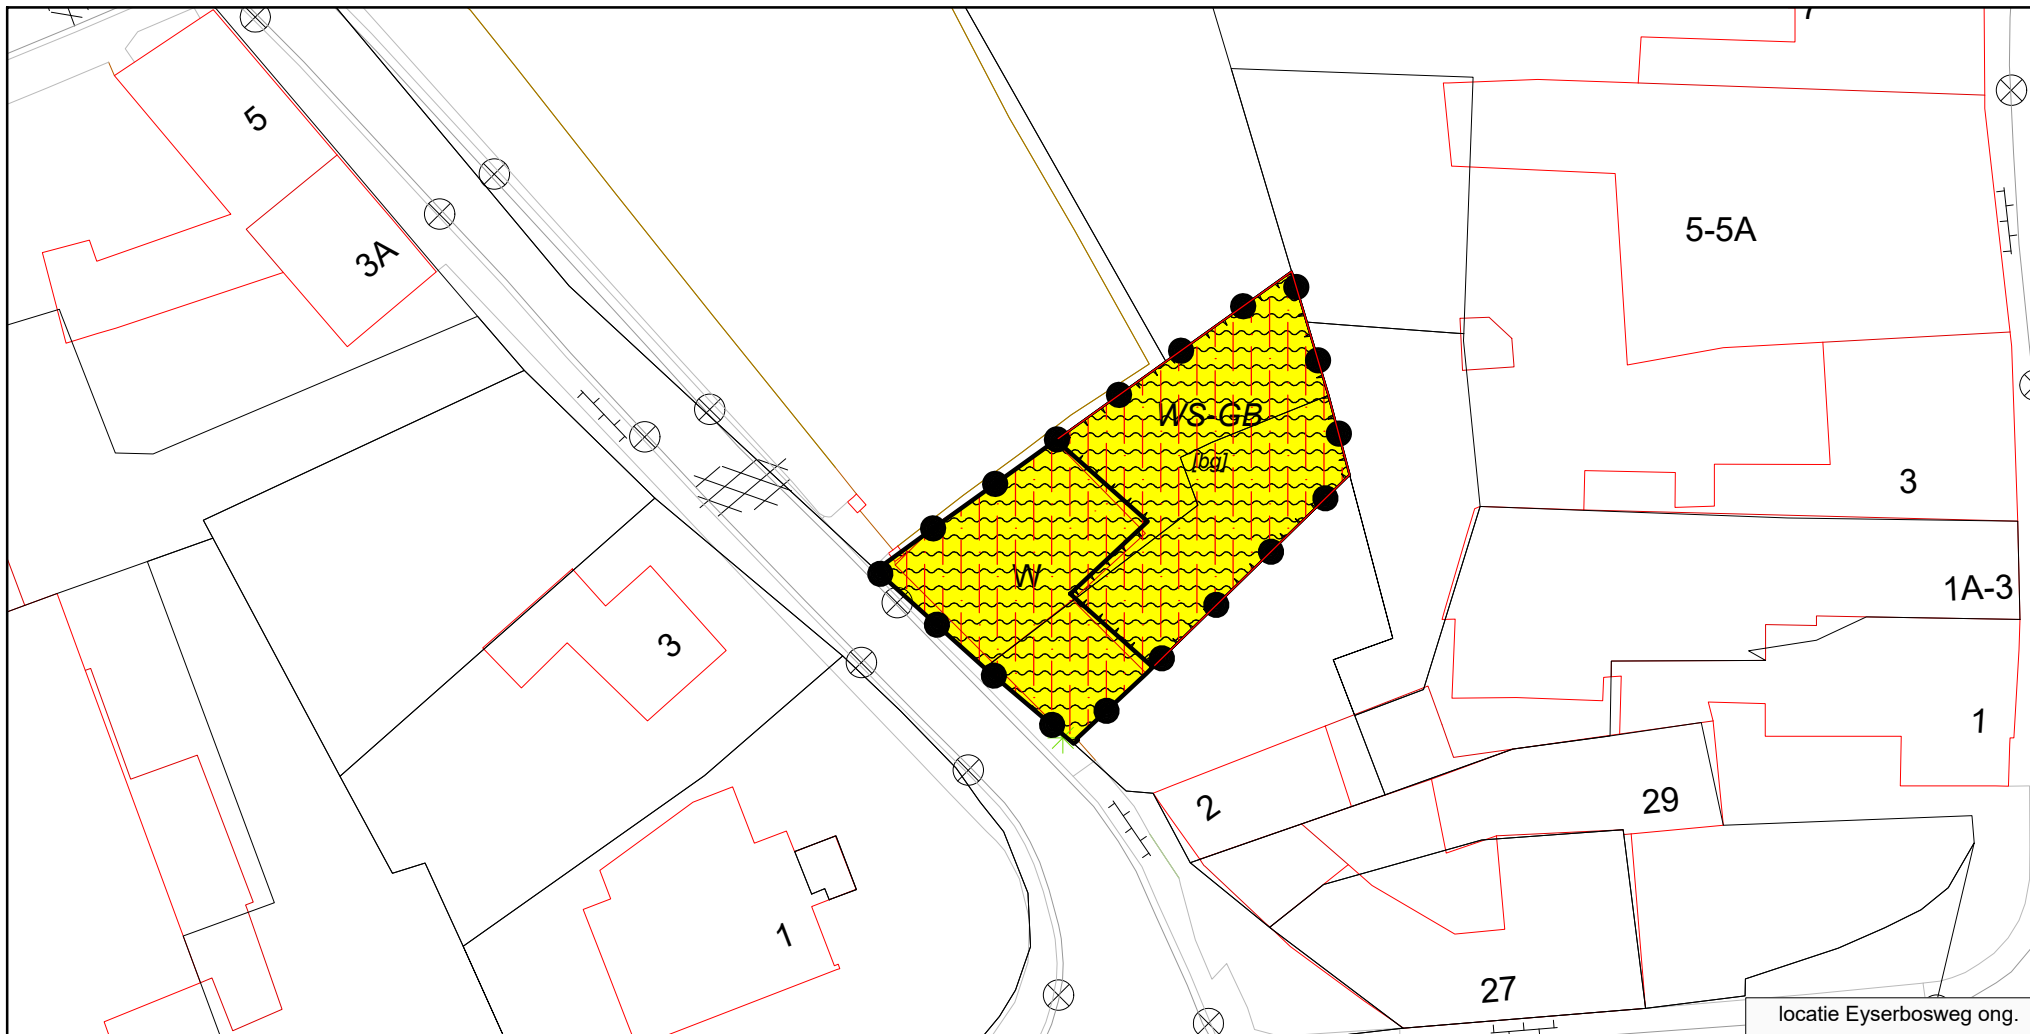 5
3A
5-5A
WS-GB
[bg]
3
W
1A-3
3
1
2
29
1
27
locatie Eyserbosweg ong.